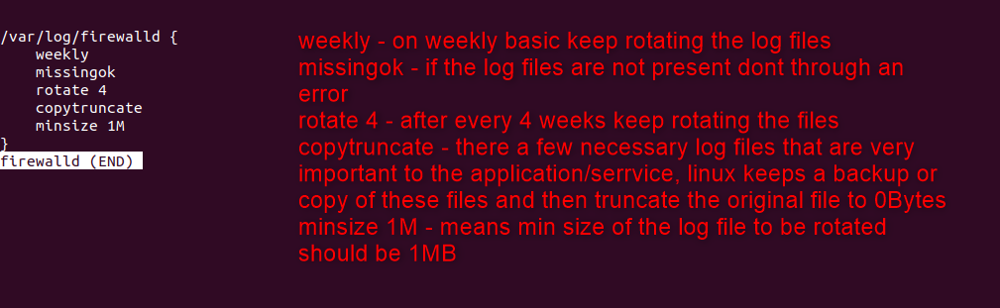 /var/log/firewalld {
weekly
missingok
rotate 4
copytruncate
minsize 1M
}
firewalld (END)
weekly - on weekly basic keep rotating the log files
missingok - if the log files are not present dont through an
error
rotate 4 - after every 4 weeks keep rotating the files
copytruncate - there a few necessary log files that are very
important to the application/serrvice, linux keeps a backup or
copy of these files and then truncate the original file to 0Bytes
minsize 1M - means min size of the log file to be rotated
should be 1MB